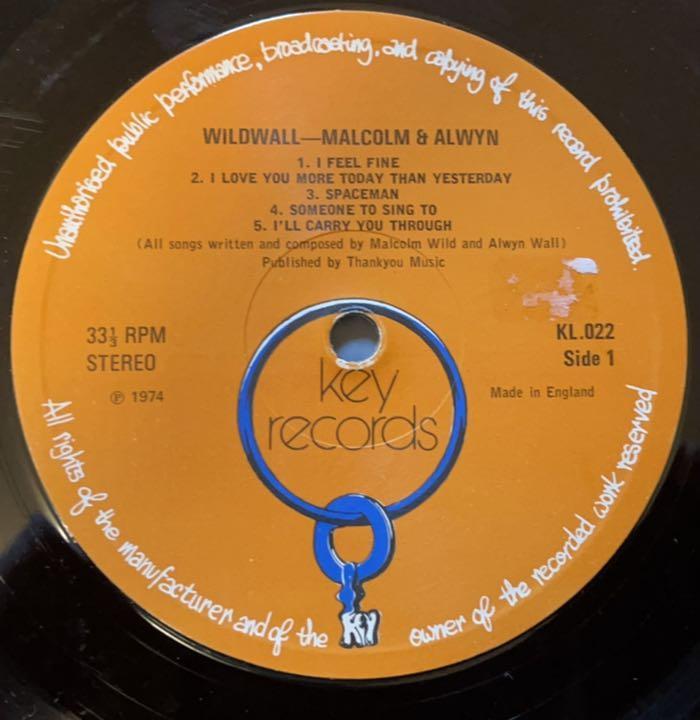 Unauthorised public performance, broadcasting, and copying of this record prohibited.
WILDWALL—MALCOLM & ALWYN
1. I FEEL FINE
2. I LOVE YOU MORE TODAY THAN YESTERDAY
3. SPACEMAN
4. SOMEONE TO SING TO
5. I'LL CARRY YOU THROUGH
(All songs written and composed by Malcolm Wild and Alwyn Wall)
Published by Thankyou Music
33⅓ RPM
STEREO
℗ 1974
KL.022
Side 1
Made in England
key
records
KEY
All rights of the manufacturer and of the owner of the recorded work reserved